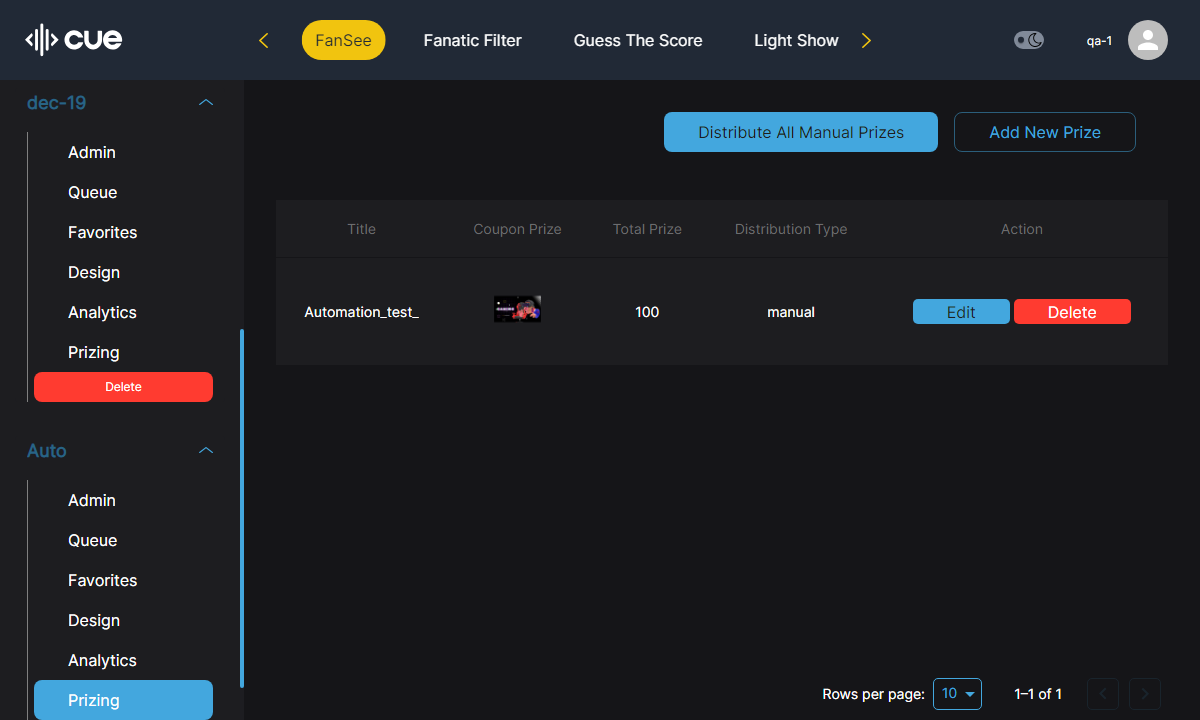 cue
FanSee
Fanatic Filter
Guess The Score
Light Show
qa-1
dec-19
Admin
Queue
Favorites
Design
Analytics
Prizing
Delete
Auto
Admin
Queue
Favorites
Design
Analytics
Prizing
Distribute All Manual Prizes
Add New Prize
Title Coupon Prize Total Prize Distribution Type Action
Automation_test_ 100 manual Edit Delete
Rows per page: 10 1–1 of 1